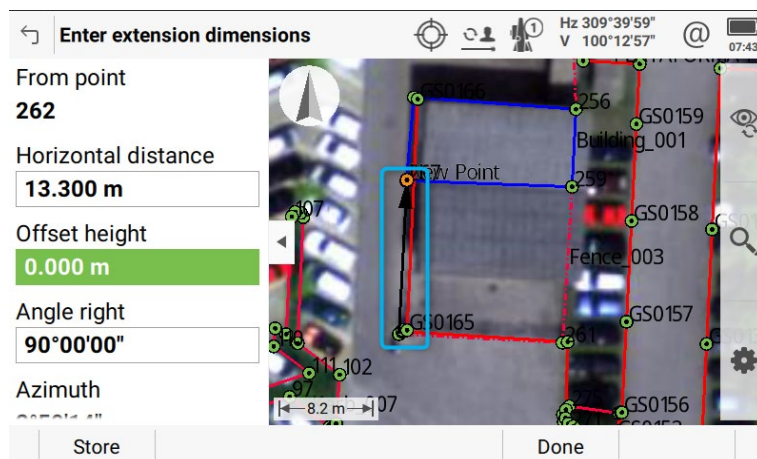 Enter extension dimensions
1
Hz 309°39'59"
V 100°12'57"
@
07:43
From point
262
Horizontal distance
13.300 m
Offset height
0.000 m
Angle right
90°00'00"
Azimuth
GS0166
256
GS0159
Building_001
New Point
259
107
GS0158
Fence_003
GS0157
GS0165
261
111
102
97
GS0156
8.2 m
Store
Done